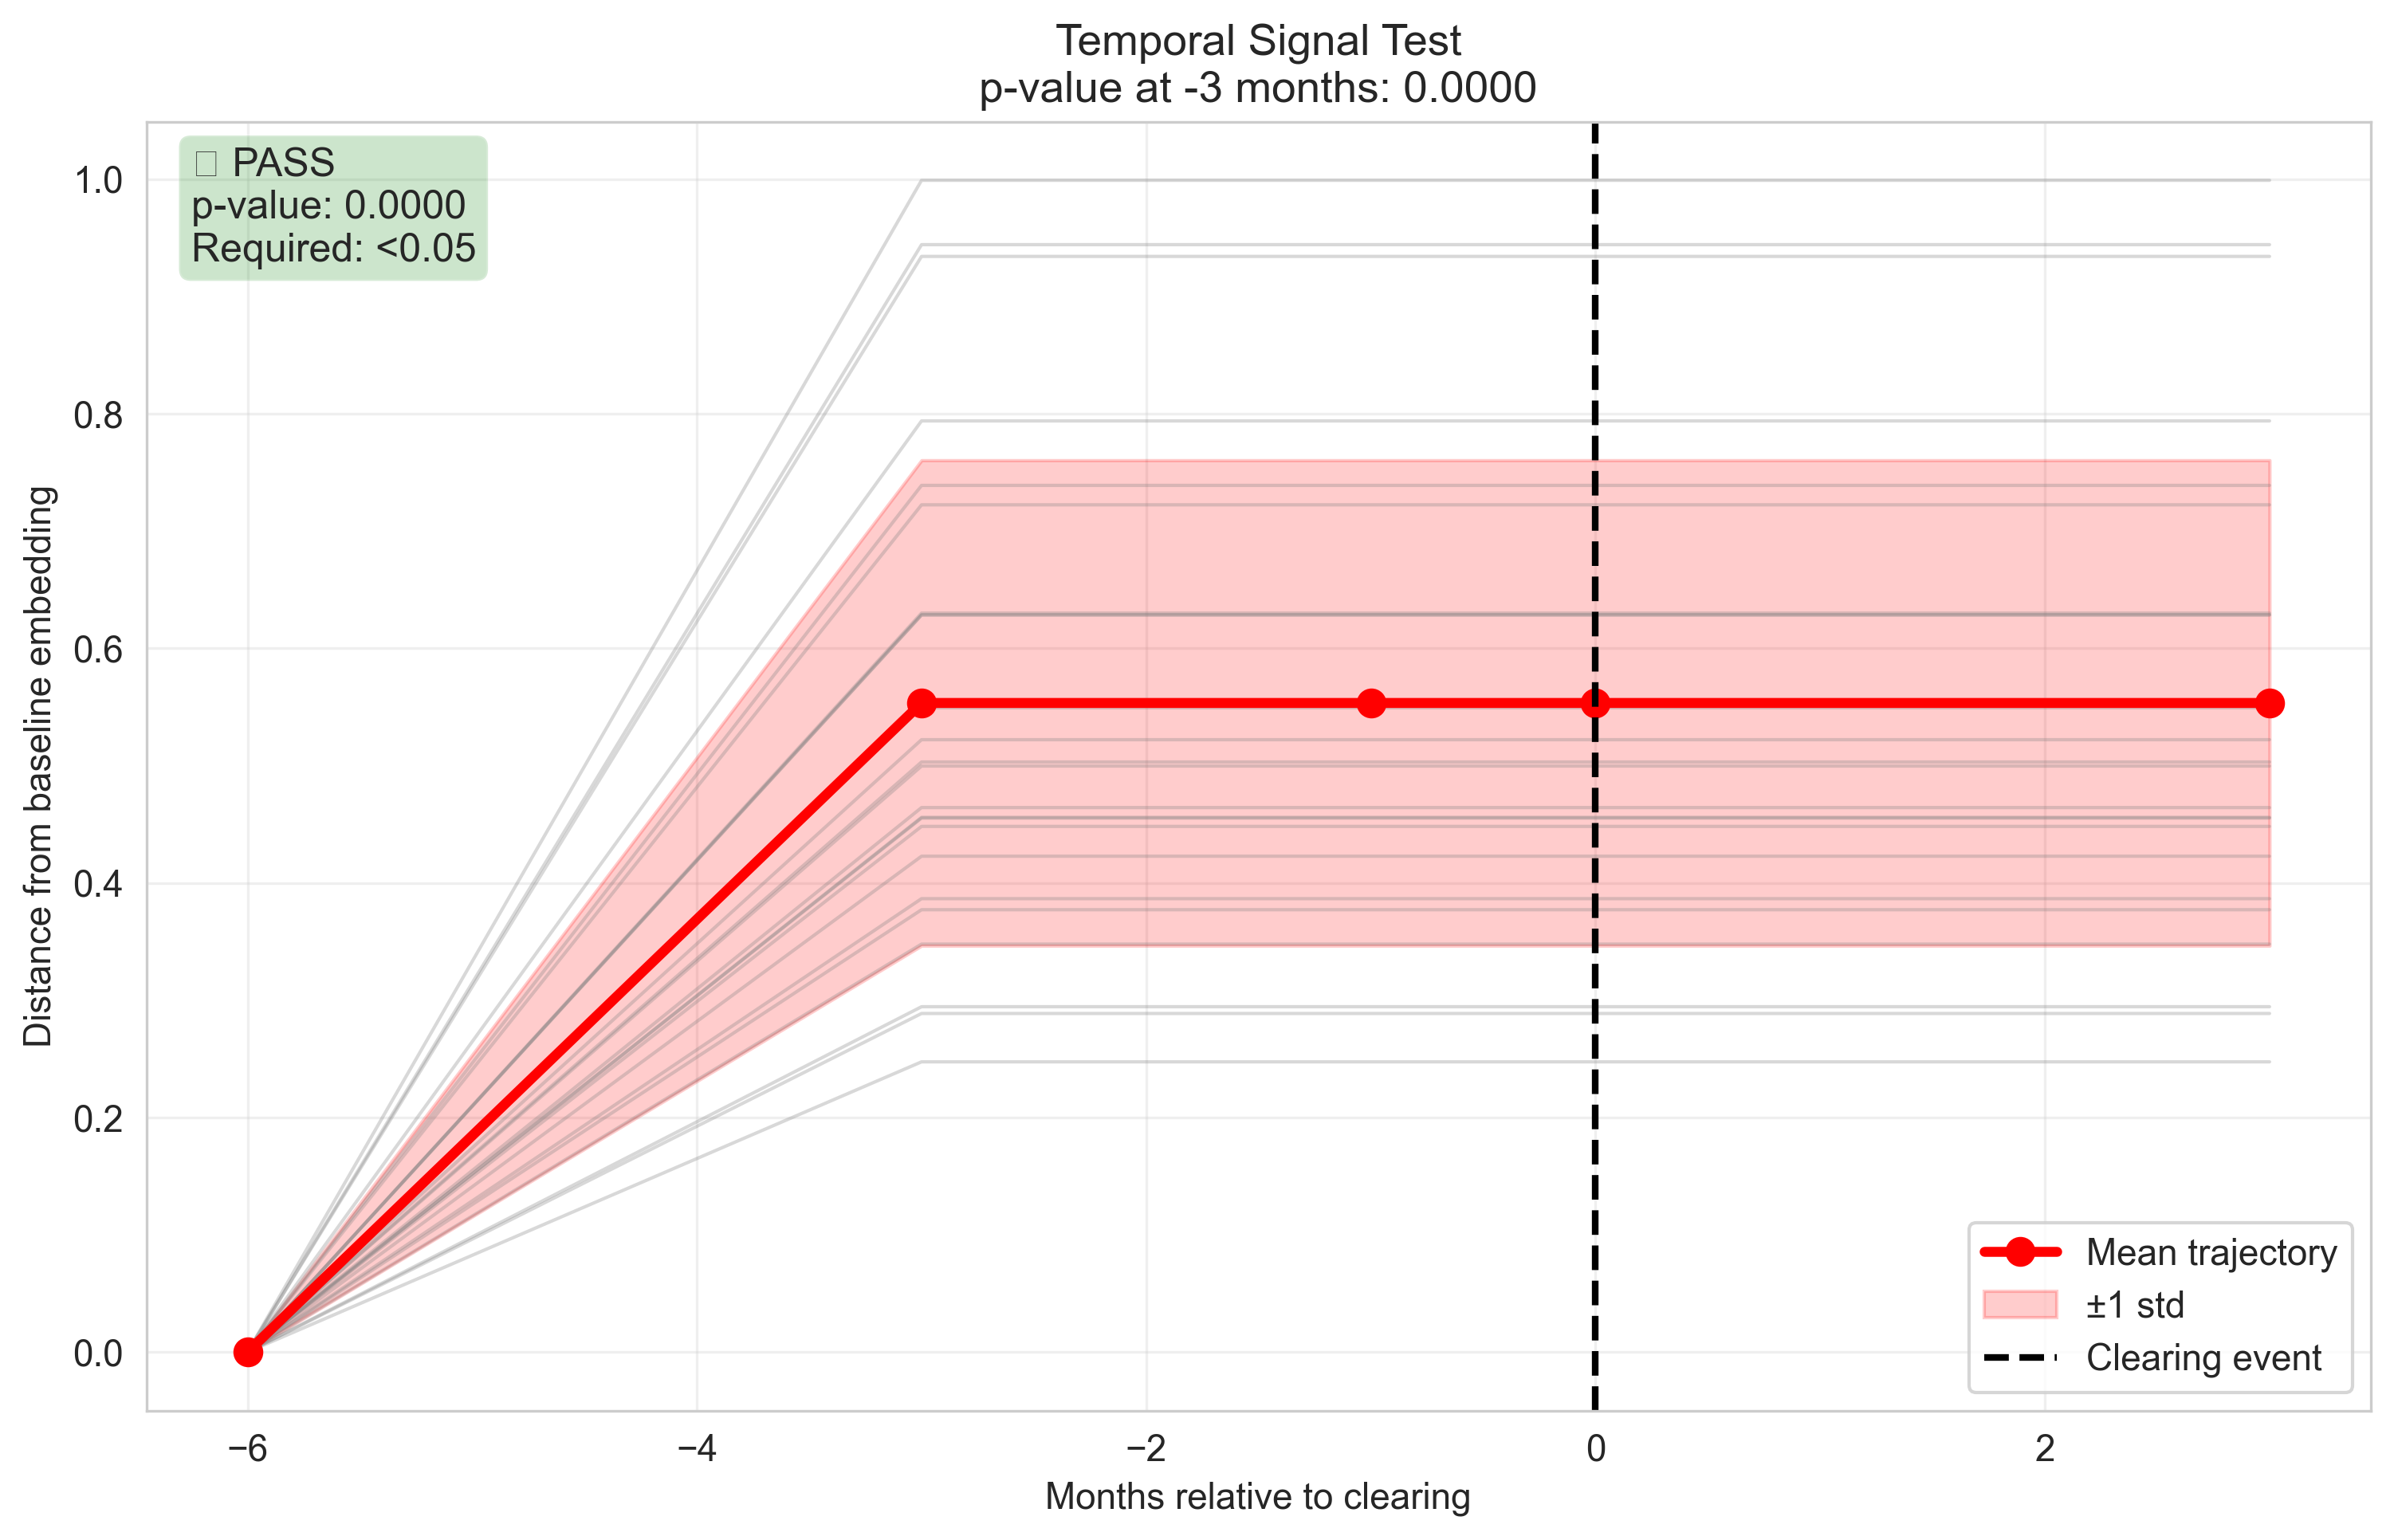 Temporal Signal Test
p-value at -3 months: 0.0000
PASS
p-value: 0.0000
Required: <0.05
1.0
0.8
0.6
0.4
0.2
0.0
Distance from baseline embedding
−6
−4
−2
0
2
Months relative to clearing
Mean trajectory
±1 std
Clearing event